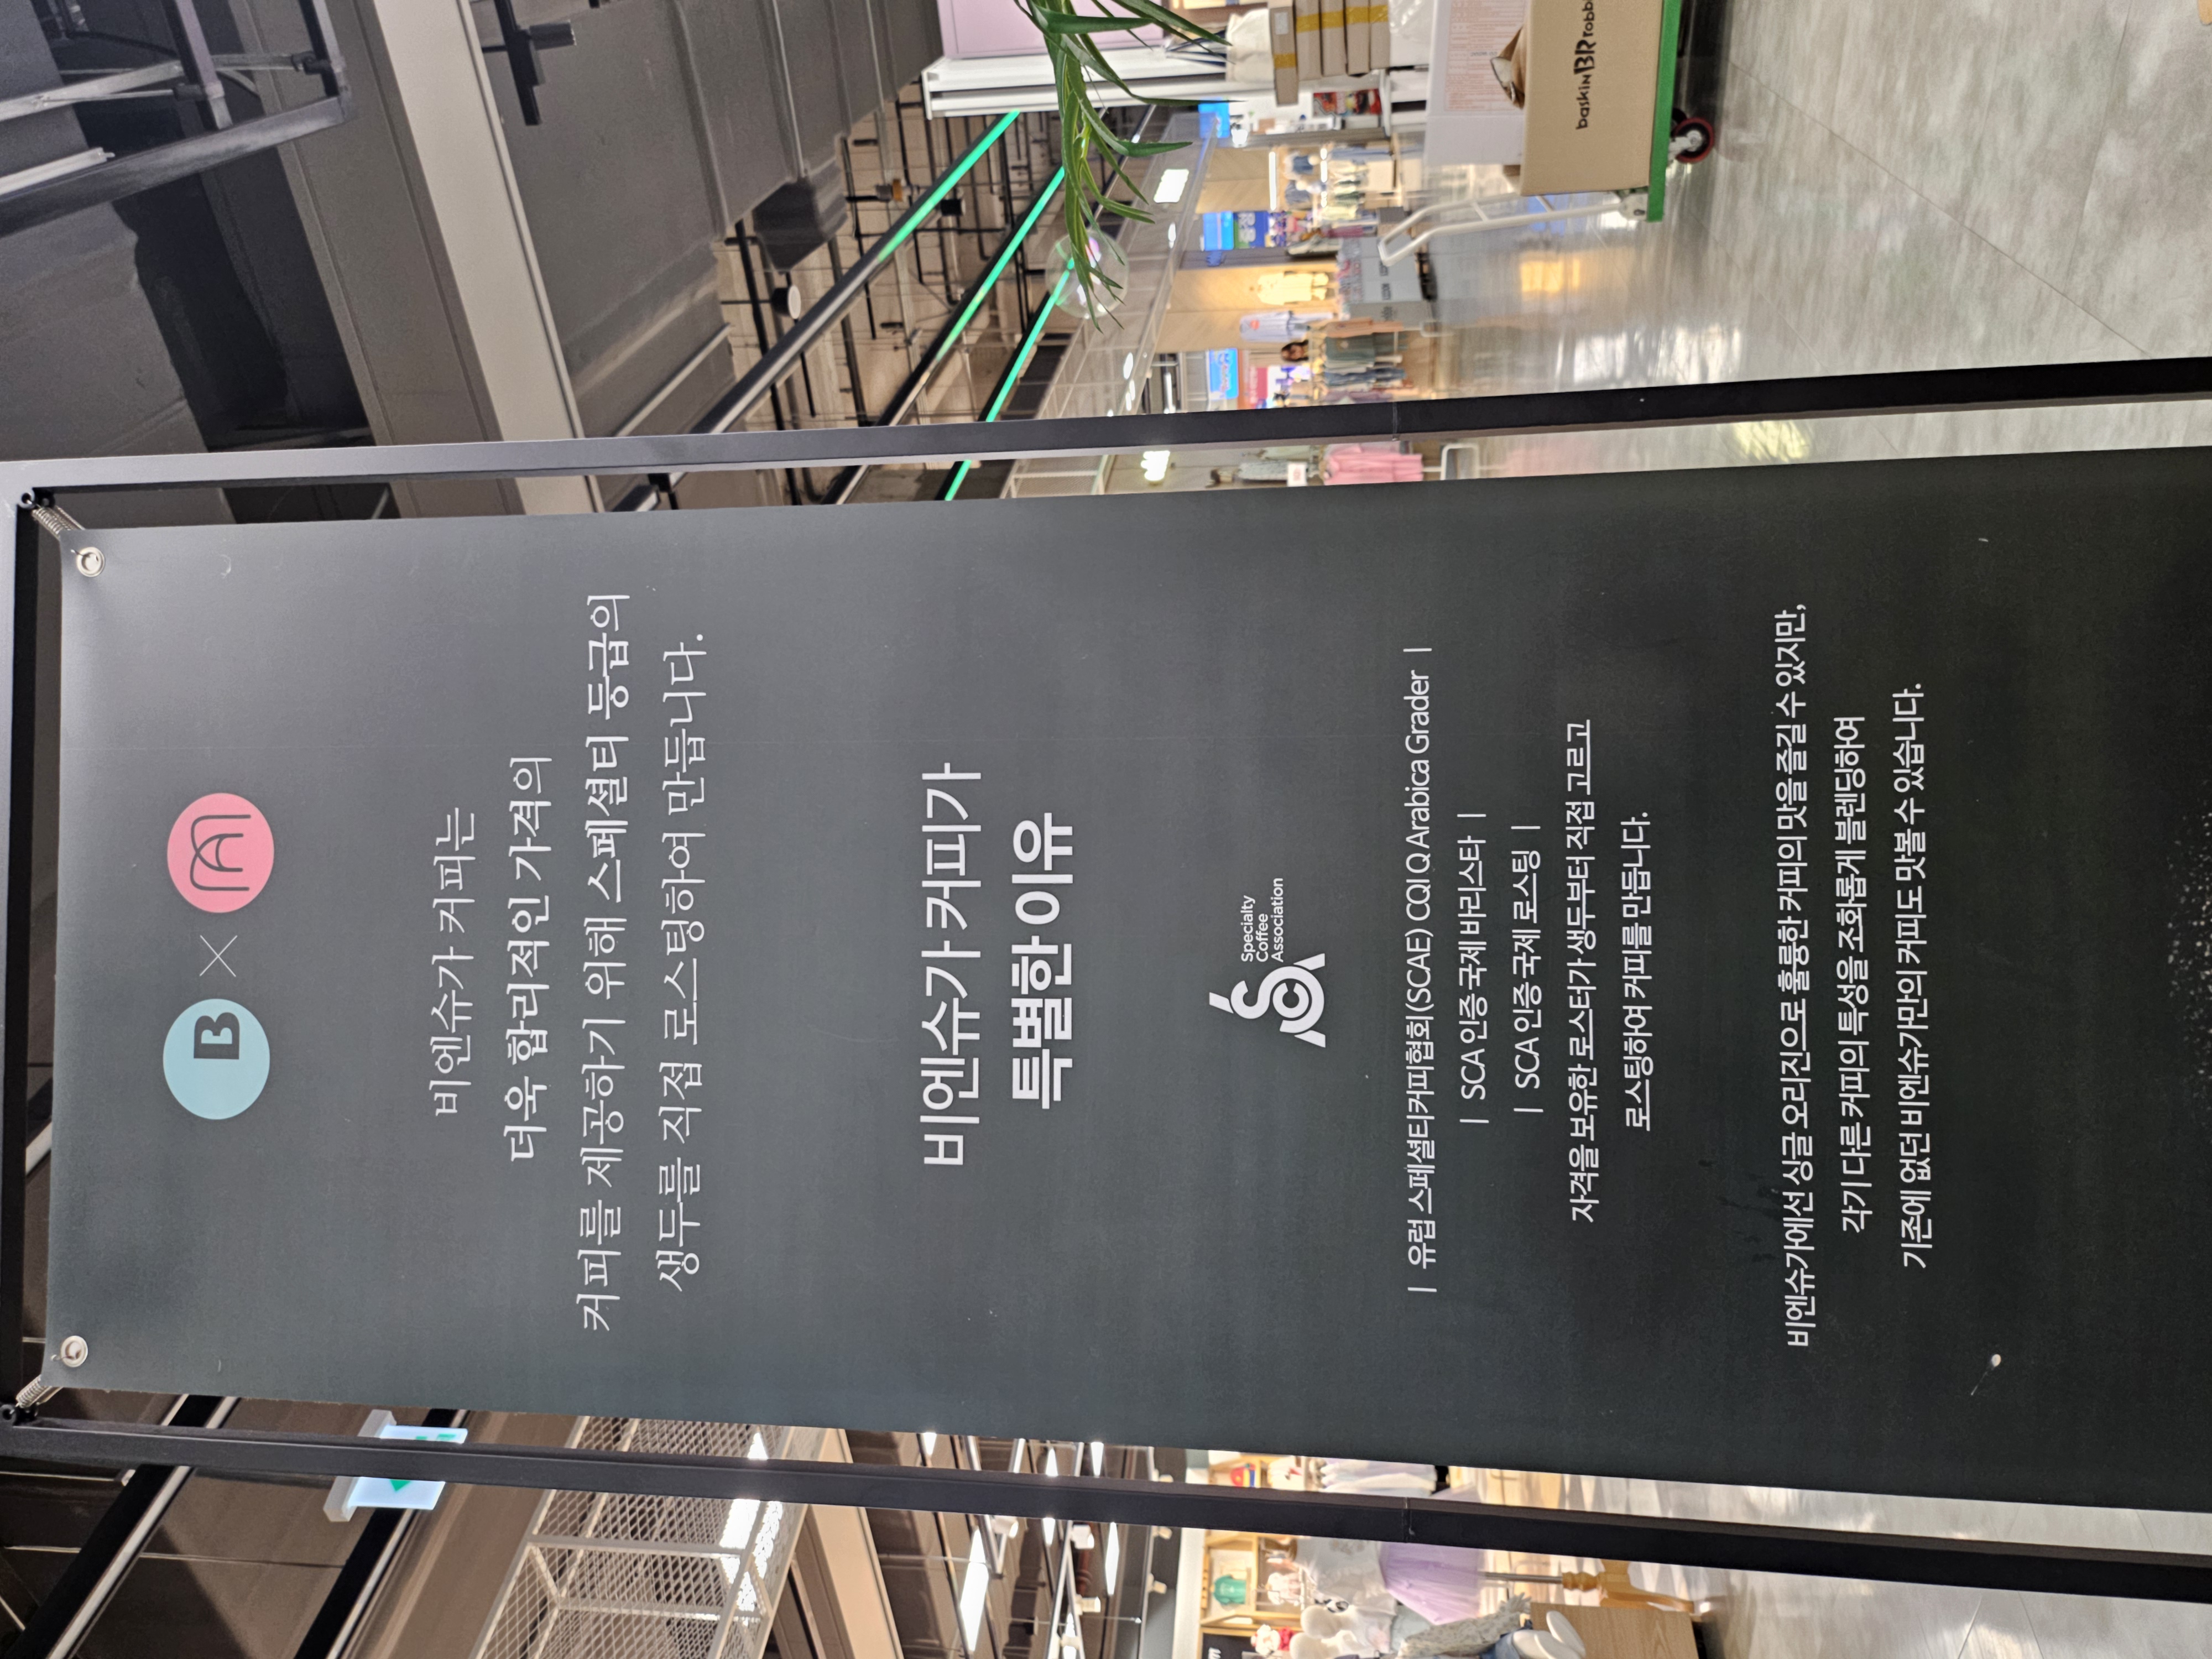 B ×
비엔슈가 커피는
더욱 합리적인 가격의
커피를 제공하기 위해 스페셜티 등급의
생두를 직접 로스팅하여 만듭니다.
비엔슈가 커피가
특별한 이유
Specialty
Coffee
Association
| 유럽 스페셜티커피협회(SCAE) CQI Q Arabica Grader |
| SCA 인증 국제 바리스타 |
| SCA 인증 국제 로스팅 |
자격을 보유한 로스터가 생두부터 직접 고르고
로스팅하여 커피를 만듭니다.
비엔슈가에선 싱글 오리진으로 훌륭한 커피의 맛을 즐길 수 있지만,
각기 다른 커피의 특성을 조화롭게 블렌딩하여
기존에 없던 비엔슈가만의 커피도 맛볼 수 있습니다.
baskin BR robb